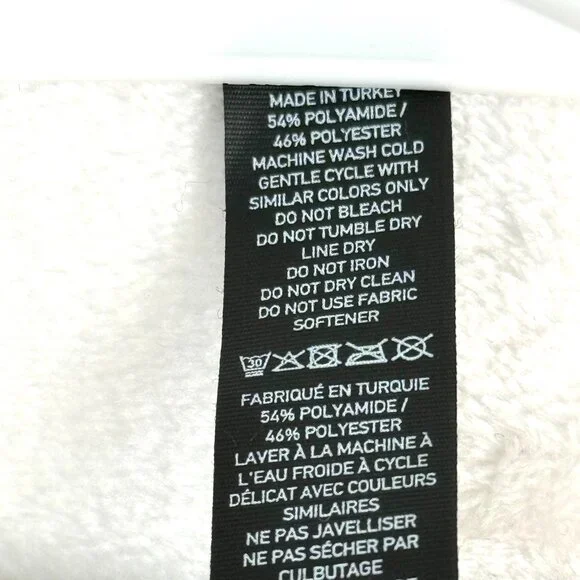 MADE IN TURKEY
54% POLYAMIDE /
46% POLYESTER
MACHINE WASH COLD
GENTLE CYCLE WITH
SIMILAR COLORS ONLY
DO NOT BLEACH
DO NOT TUMBLE DRY
LINE DRY
DO NOT IRON
DO NOT DRY CLEAN
DO NOT USE FABRIC
SOFTENER
30
FABRIQUÉ EN TURQUIE
54% POLYAMIDE /
46% POLYESTER
LAVER À LA MACHINE À
L'EAU FROIDE À CYCLE
DÉLICAT AVEC COULEURS
SIMILAIRES
NE PAS JAVELLISER
NE PAS SÉCHER PAR
CULBUTAGE